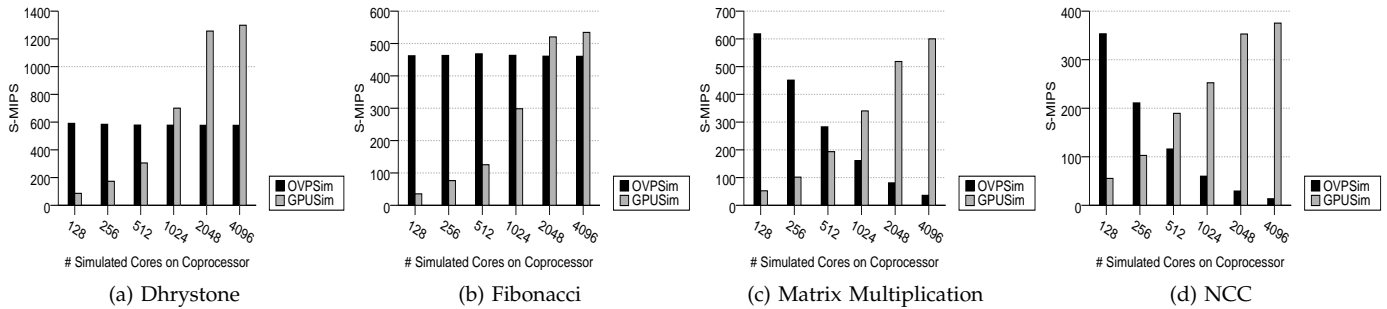 1400
1200
1000
800
600
400
200
0
S-MIPS
128
256
512
1024
2048
4096
# Simulated Cores on Coprocessor
OVPSim
GPUSim
(a) Dhrystone
600
500
400
300
200
100
0
S-MIPS
128
256
512
1024
2048
4096
# Simulated Cores on Coprocessor
OVPSim
GPUSim
(b) Fibonacci
700
600
500
400
300
200
100
0
S-MIPS
128
256
512
1024
2048
4096
# Simulated Cores on Coprocessor
OVPSim
GPUSim
(c) Matrix Multiplication
400
300
200
100
0
S-MIPS
128
256
512
1024
2048
4096
# Simulated Cores on Coprocessor
OVPSim
GPUSim
(d) NCC